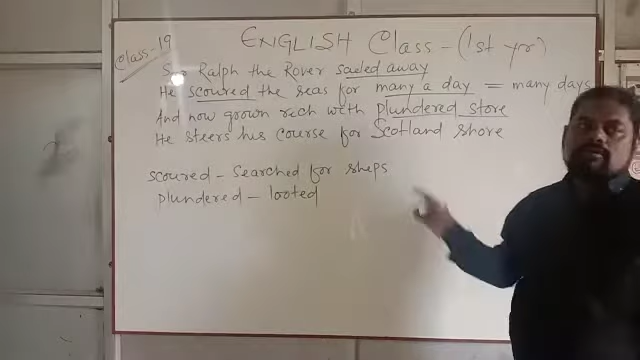 Class-19
ENGLISH Class - (1st yr)
Sir Ralph the Rover sailed away
He scoured the seas for many a day = many days
And now grown rich with plundered store
He steers his course for Scotland shore
scoured - Searched for ships
plundered - looted